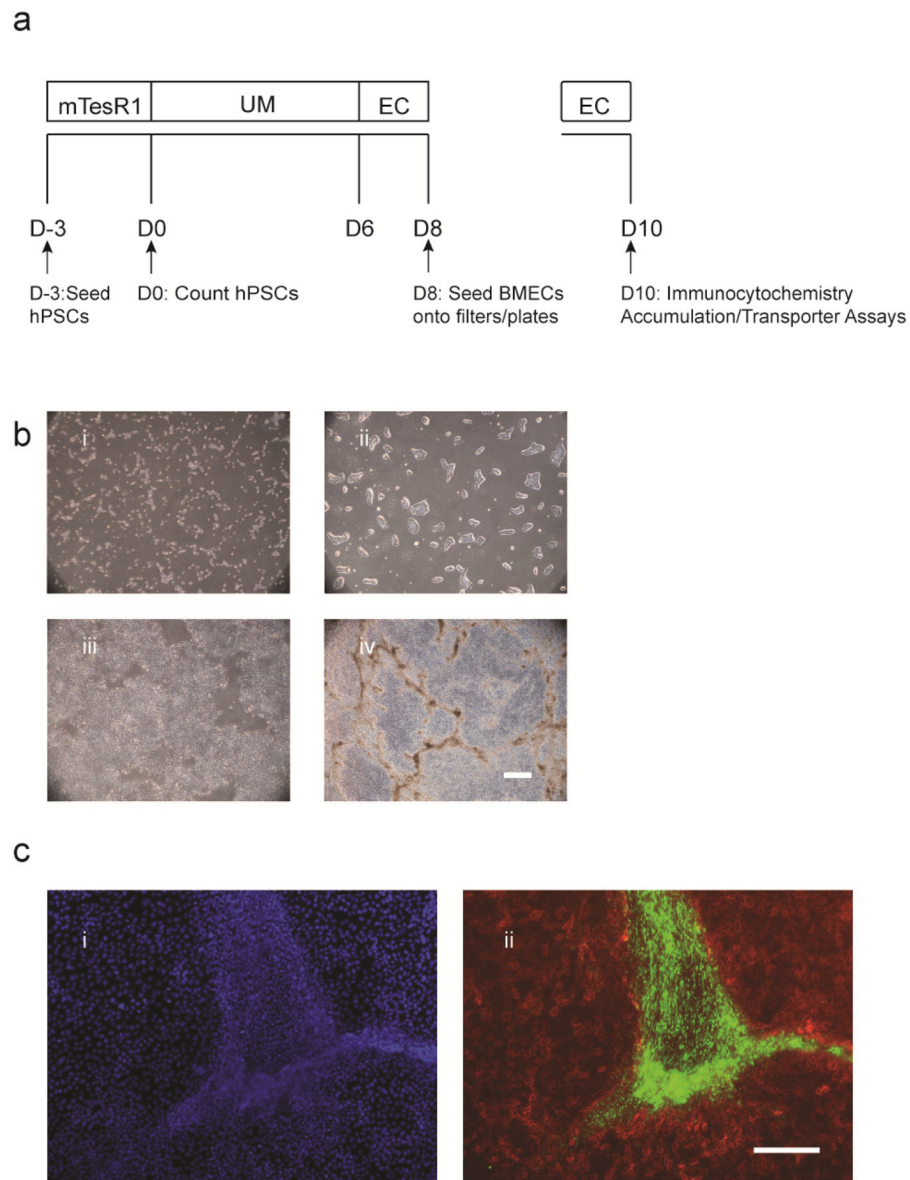 a
mTesR1 UM EC EC
D-3 D0 D6 D8 D10
D-3:Seed
hPSCs
D0: Count hPSCs
D8: Seed BMECs
onto filters/plates
D10: Immunocytochemistry
Accumulation/Transporter Assays
b
i
ii
iii
iv
c
i
ii